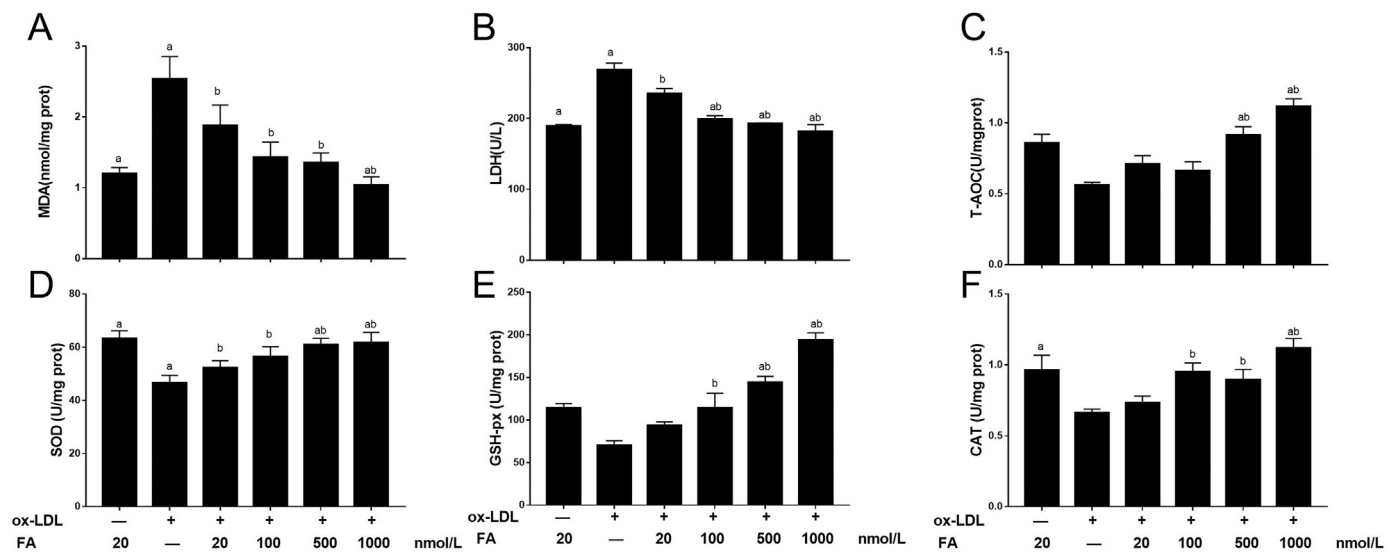 A
B
C
MDA(nmol/mg prot)
3
2
1
0
a
a
b
b
b
ab
LDH(U/L)
300
200
100
0
a
a
b
ab
ab
ab
T-AOC(U/mgprot)
1.5
1.0
0.5
0.0
ab
ab
D
E
F
SOD (U/mg prot)
80
60
40
20
0
a
a
b
b
ab
ab
GSH-px (U/mg prot)
250
200
150
100
50
0
b
ab
ab
CAT (U/mg prot)
1.5
1.0
0.5
0.0
a
b
b
ab
ox-LDL — + + + + +
FA 20 — 20 100 500 1000 nmol/L
ox-LDL — + + + + +
FA 20 — 20 100 500 1000 nmol/L
ox-LDL — + + + + +
FA 20 — 20 100 500 1000 nmol/L